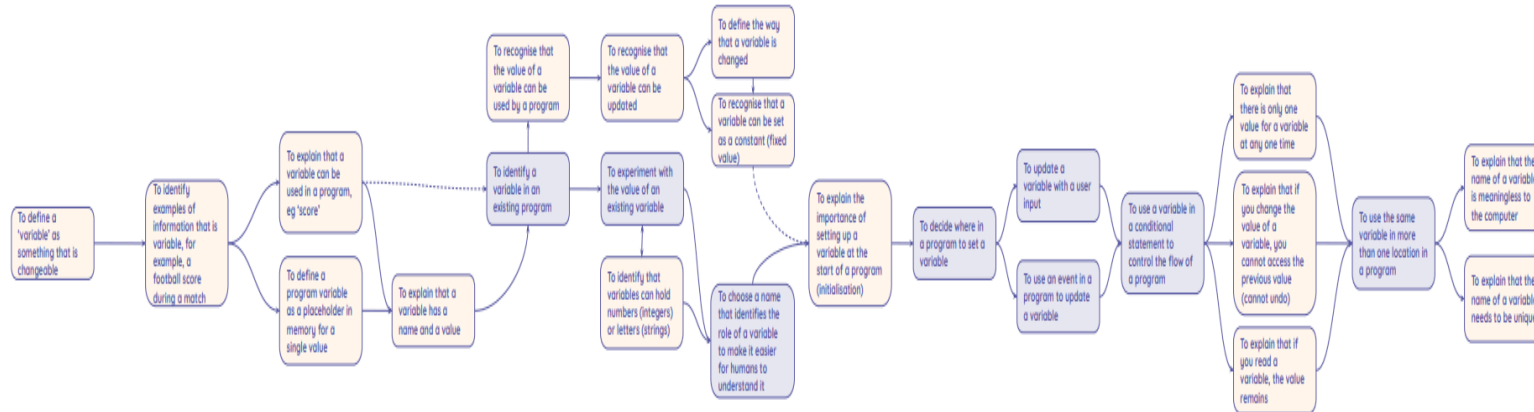 To define a
'variable' as
something that is
changeable
To identify
examples of
information that is
variable, for
example, a
football score
during a match
To explain that a
variable can be
used in a program,
eg 'score'
To define a
program variable
as a placeholder in
memory for a
single value
To explain that a
variable has a
name and a value
To recognise that
the value of a
variable can be
used by a program
To identify a
variable in an
existing program
To recognise that
the value of a
variable can be
updated
To experiment with
the value of an
existing variable
To identify that
variables can hold
numbers (integers)
or letters (strings)
To define the way
that a variable is
changed
To recognise that a
variable can be set
as a constant (fixed
value)
To choose a name
that identifies the
role of a variable
to make it easier
for humans to
understand it
To explain the
importance of
setting up a
variable at the
start of a program
(initialisation)
To decide where in
a program to set a
variable
To update a
variable with a user
input
To use an event in a
program to update
a variable
To use a variable in
a conditional
statement to
control the flow of
a program
To explain that
there is only one
value for a variable
at any one time
To explain that if
you change the
value of a
variable, you
cannot access the
previous value
(cannot undo)
To explain that if
you read a
variable, the value
remains
To use the same
variable in more
than one location in
a program
To explain that the
name of a variable
is meaningless to
the computer
To explain that the
name of a variable
needs to be unique